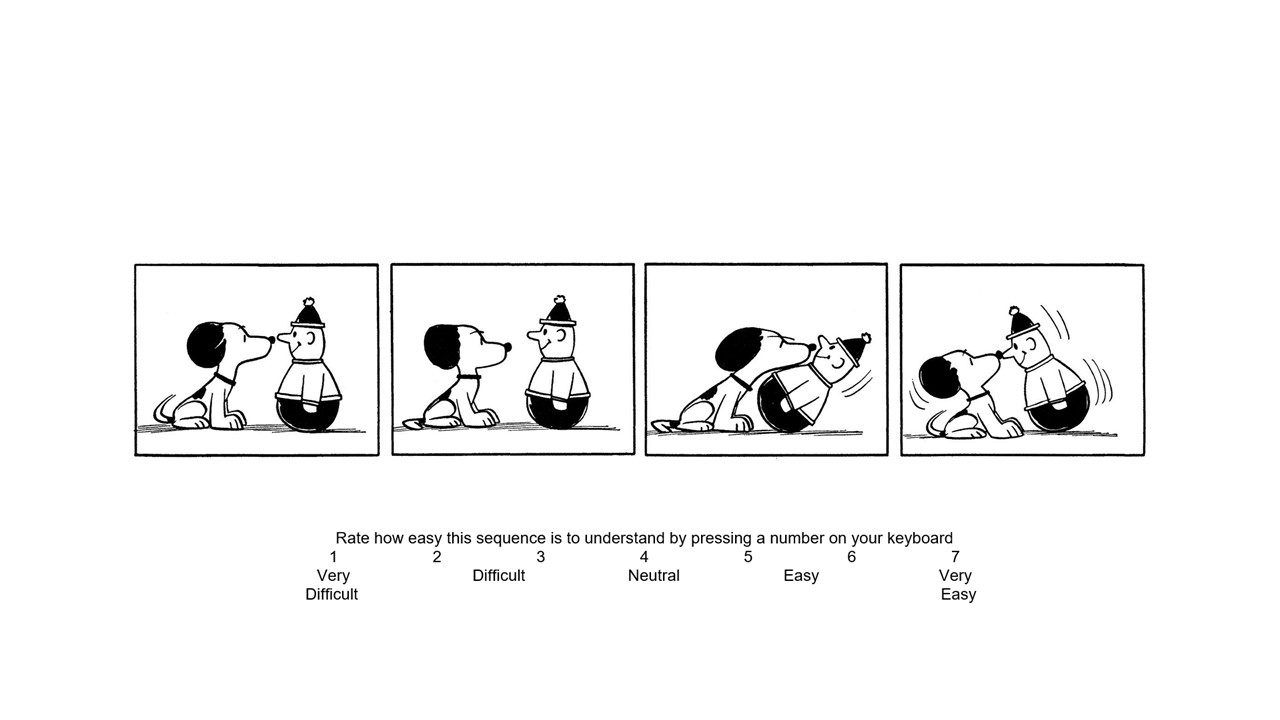 Rate how easy this sequence is to understand by pressing a number on your keyboard
1 2 3 4 5 6 7
Very Difficult Neutral Easy Very
Difficult Easy